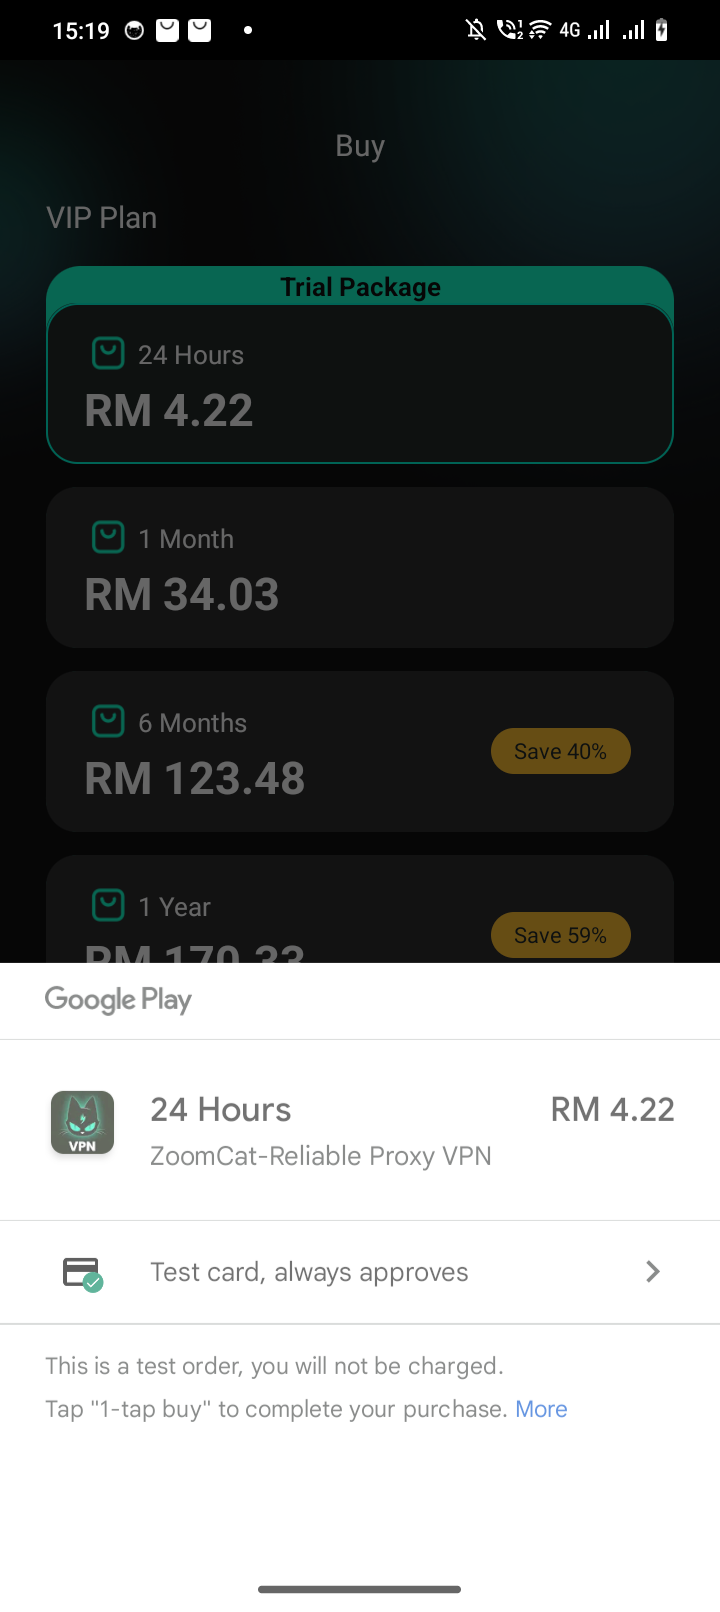 15:19
4G
Buy
VIP Plan
Trial Package
24 Hours
RM 4.22
1 Month
RM 34.03
6 Months
RM 123.48
Save 40%
1 Year
RM 170.33
Save 59%
Google Play
24 Hours
RM 4.22
ZoomCat-Reliable Proxy VPN
VPN
Test card, always approves
This is a test order, you will not be charged.
Tap "1-tap buy" to complete your purchase. More